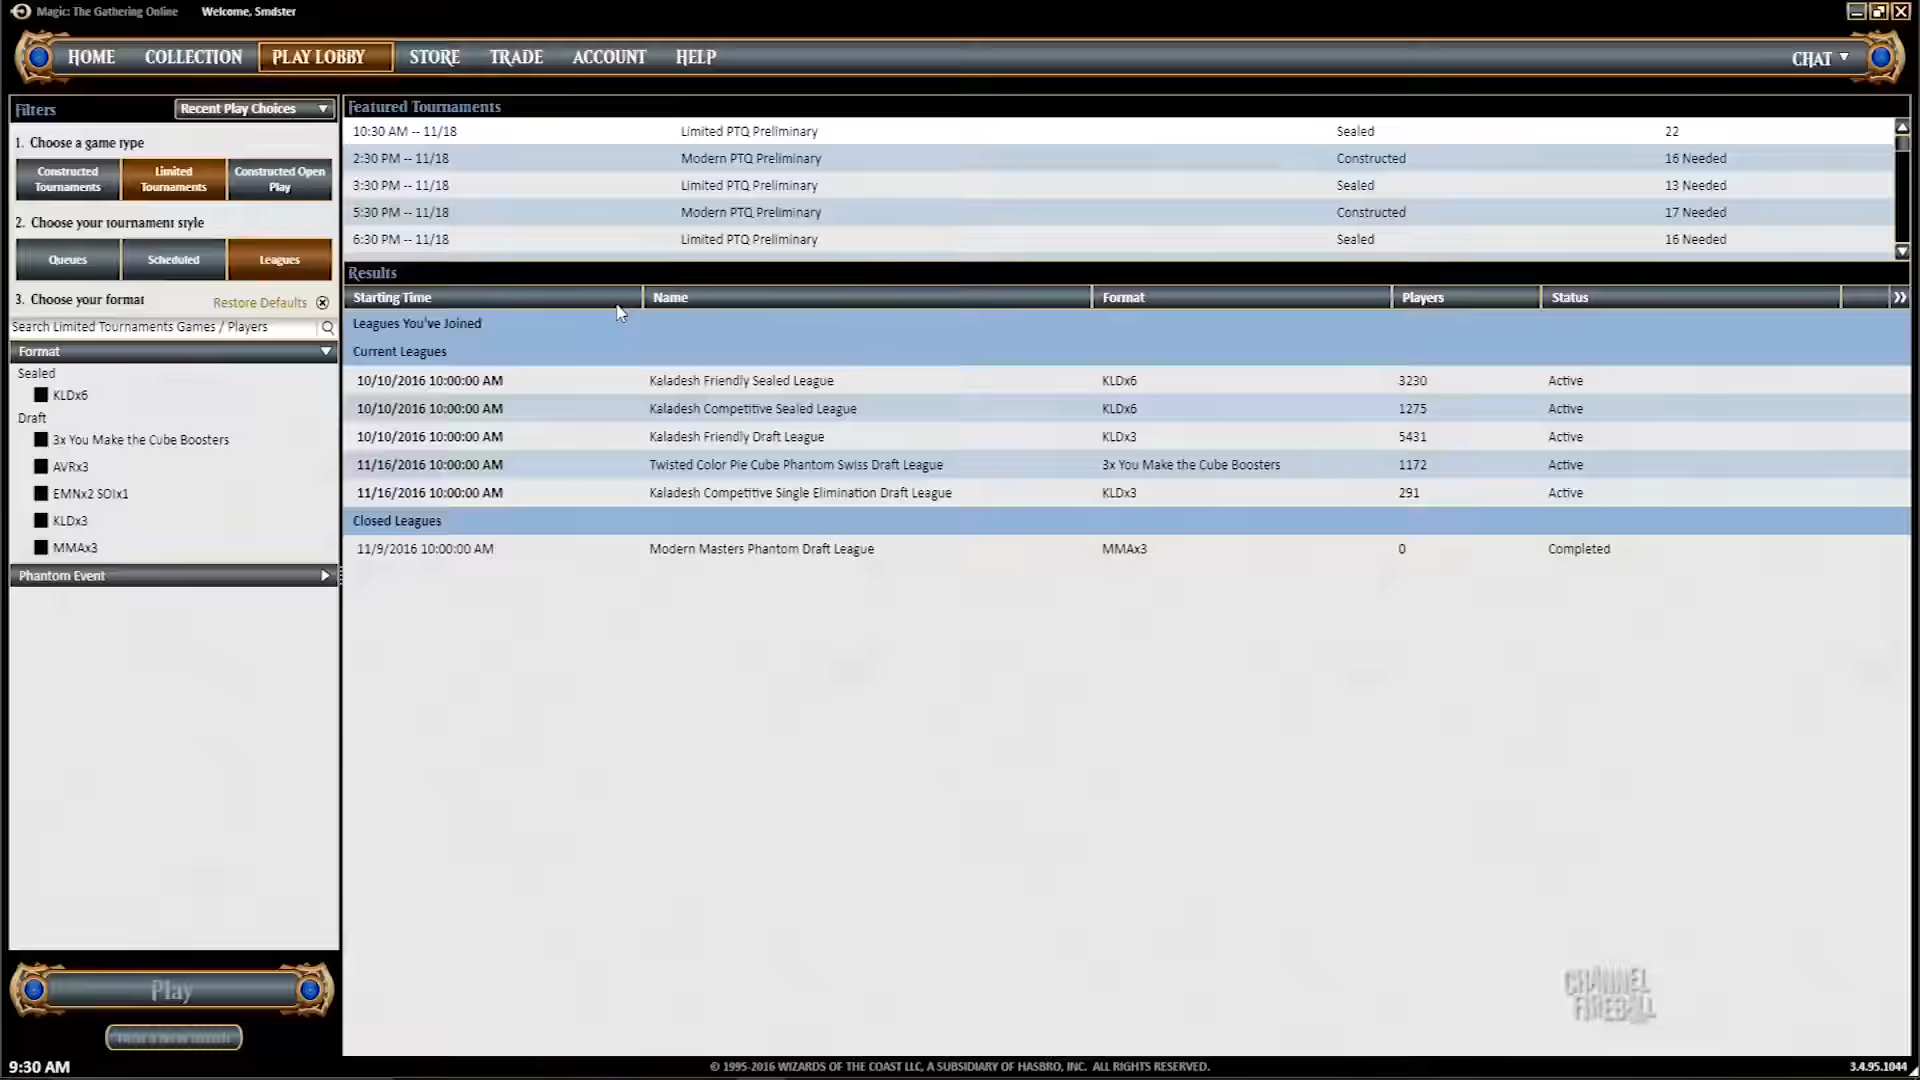 Magic: The Gathering Online Welcome, Smdster
HOME COLLECTION PLAY LOBBY STORE TRADE ACCOUNT HELP CHAT
Filters Recent Play Choices
1. Choose a game type
Constructed Tournaments Limited Tournaments Constructed Open Play
2. Choose your tournament style
Queues Scheduled Leagues
3. Choose your format Restore Defaults
Search Limited Tournaments Games / Players
Format
Sealed
KLDx6
Draft
3x You Make the Cube Boosters
AVRx3
EMNx2 SOIx1
KLDx3
MMAx3
Phantom Event
Play
9:30 AM
Featured Tournaments
10:30 AM -- 11/18 Limited PTQ Preliminary Sealed 22
2:30 PM -- 11/18 Modern PTQ Preliminary Constructed 16 Needed
3:30 PM -- 11/18 Limited PTQ Preliminary Sealed 13 Needed
5:30 PM -- 11/18 Modern PTQ Preliminary Constructed 17 Needed
6:30 PM -- 11/18 Limited PTQ Preliminary Sealed 16 Needed
Results
Starting Time Name Format Players Status
Leagues You've Joined
Current Leagues
10/10/2016 10:00:00 AM Kaladesh Friendly Sealed League KLDx6 3230 Active
10/10/2016 10:00:00 AM Kaladesh Competitive Sealed League KLDx6 1275 Active
10/10/2016 10:00:00 AM Kaladesh Friendly Draft League KLDx3 5431 Active
11/16/2016 10:00:00 AM Twisted Color Pie Cube Phantom Swiss Draft League 3x You Make the Cube Boosters 1172 Active
11/16/2016 10:00:00 AM Kaladesh Competitive Single Elimination Draft League KLDx3 291 Active
Closed Leagues
11/9/2016 10:00:00 AM Modern Masters Phantom Draft League MMAx3 0 Completed
CHANNEL
FIREBALL
© 1995-2016 WIZARDS OF THE COAST LLC, A SUBSIDIARY OF HASBRO, INC. ALL RIGHTS RESERVED.
3.4.95.1044